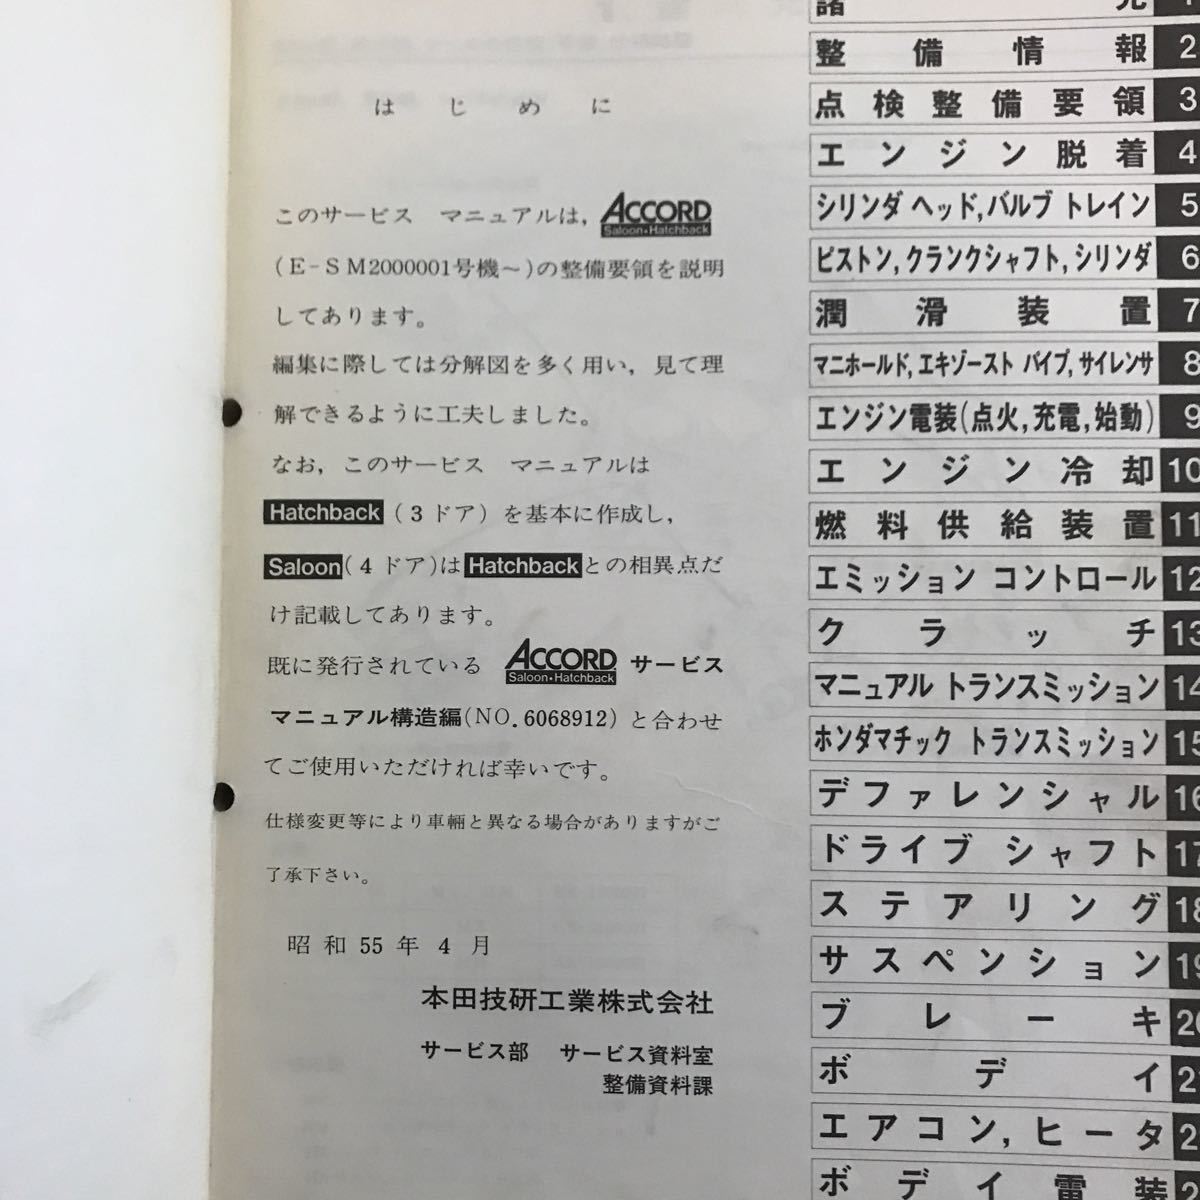 は じ め に
このサービス マニュアルは, ACCORD
Saloon・Hatchback
(E-SM2000001号機～)の整備要領を説明
してあります。
編集に際しては分解図を多く用い, 見て理
解できるように工夫しました。
なお, このサービス マニュアルは
Hatchback (3ドア) を基本に作成し,
Saloon(4ドア)はHatchbackとの相異点だ
け記載してあります。
既に発行されている ACCORD サービス
Saloon・Hatchback
マニュアル構造編(NO.6068912)と合わせ
てご使用いただければ幸いです。
仕様変更等により車輛と異なる場合がありますがご
了承下さい。
昭和55年4月
本田技研工業株式会社
サービス部 サービス資料室
整備資料課
諸 元 1
整備情報 2
点検整備要領 3
エンジン脱着 4
シリンダ ヘッド,バルブ トレイン 5
ピストン,クランクシャフト,シリンダ 6
潤滑装置 7
マニホールド,エキゾースト パイプ,サイレンサ 8
エンジン電装(点火,充電,始動) 9
エンジン冷却 10
燃料供給装置 11
エミッション コントロール 12
クラッチ 13
マニュアル トランスミッション 14
ホンダマチック トランスミッション 15
デファレンシャル 16
ドライブ シャフト 17
ステアリング 18
サスペンション 19
ブレーキ 20
ボデイ 21
エアコン,ヒータ 2
ボデイ電装 2